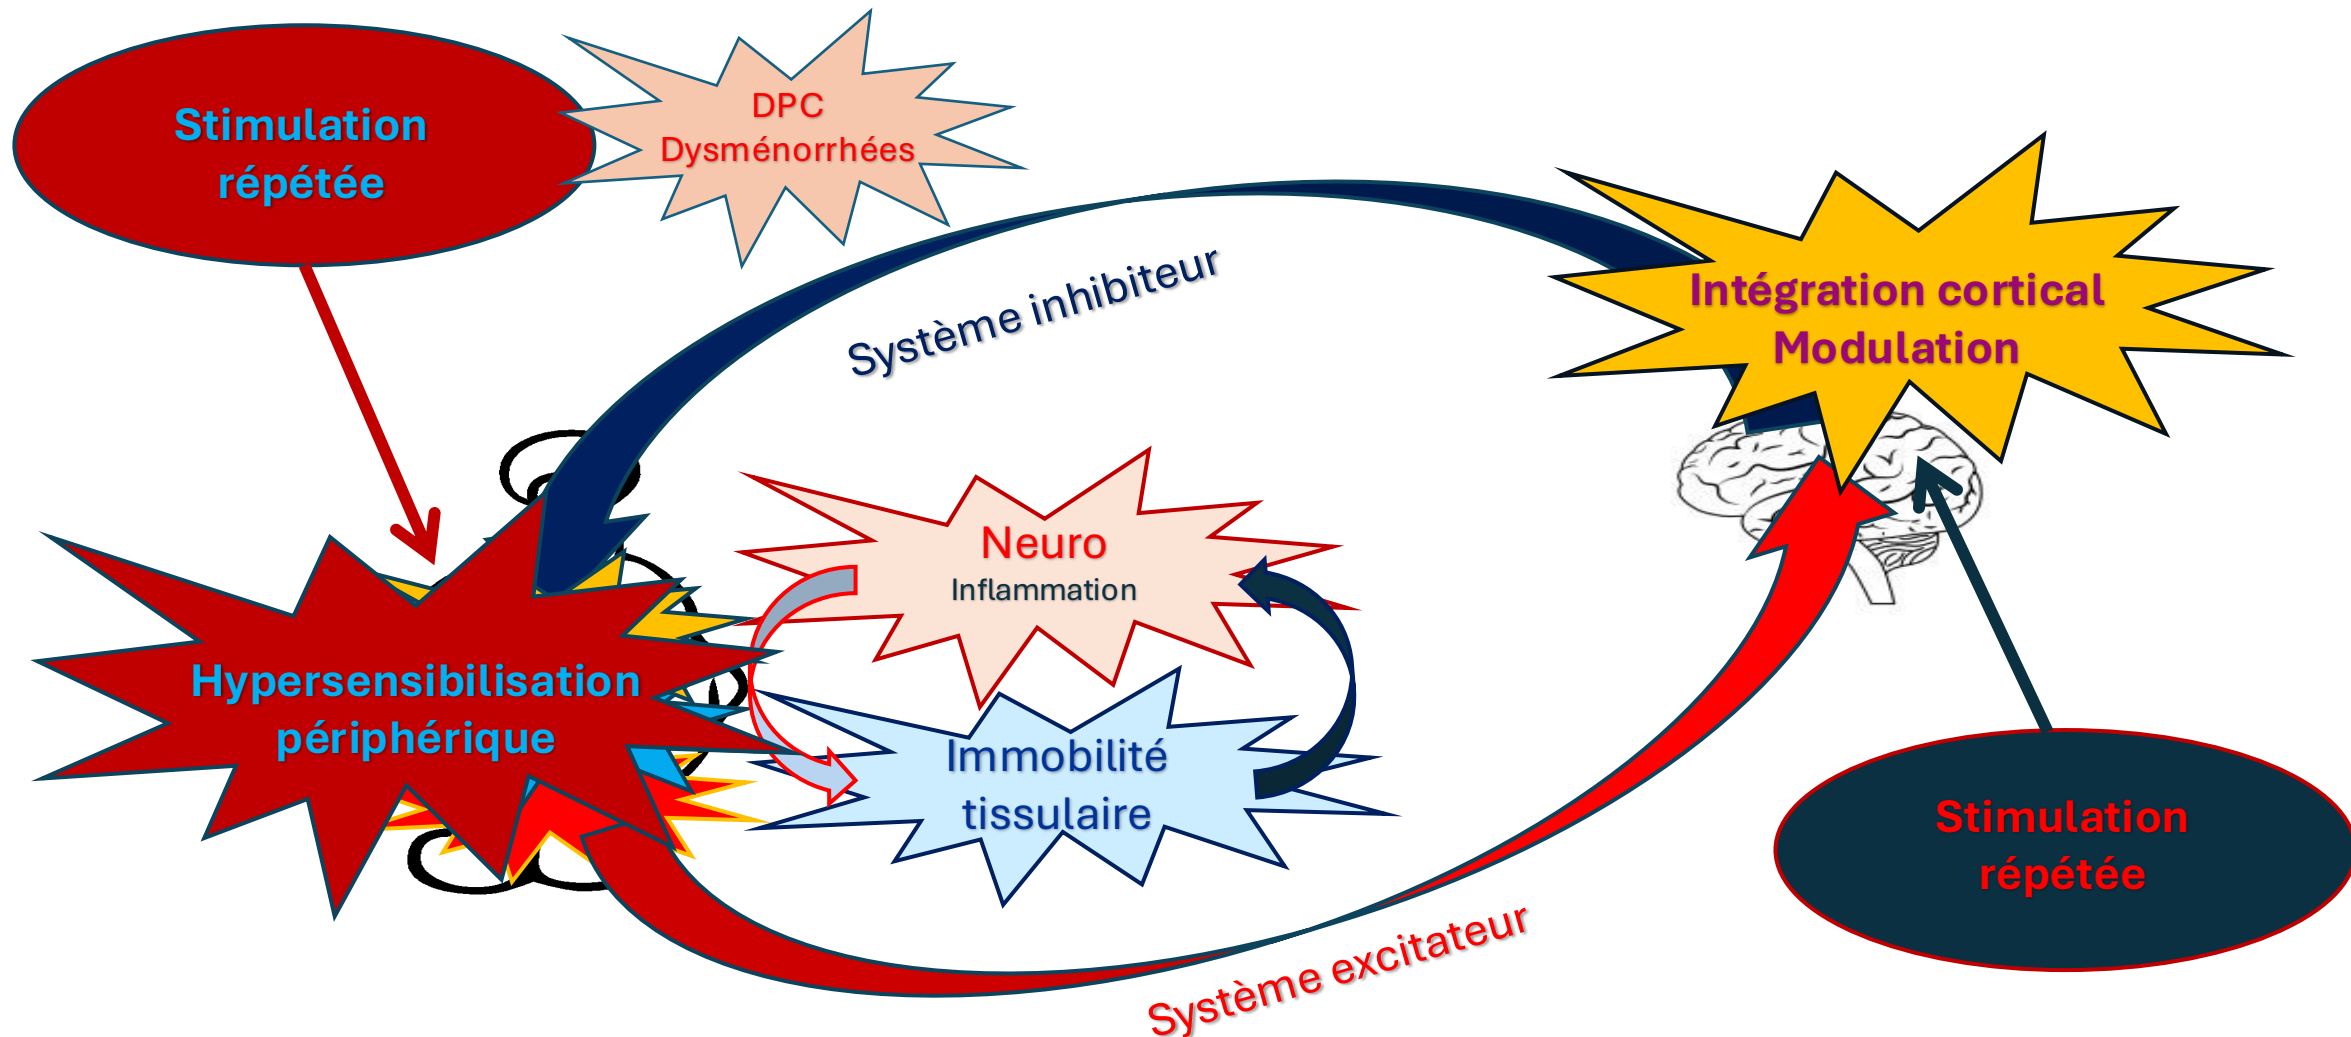 Stimulation
répétée
DPC
Dysménorrhées
Système inhibiteur
Intégration cortical
Modulation
Neuro
Inflammation
Hypersensibilisation
périphérique
Immobilité
tissulaire
Stimulation
répétée
Système excitateur